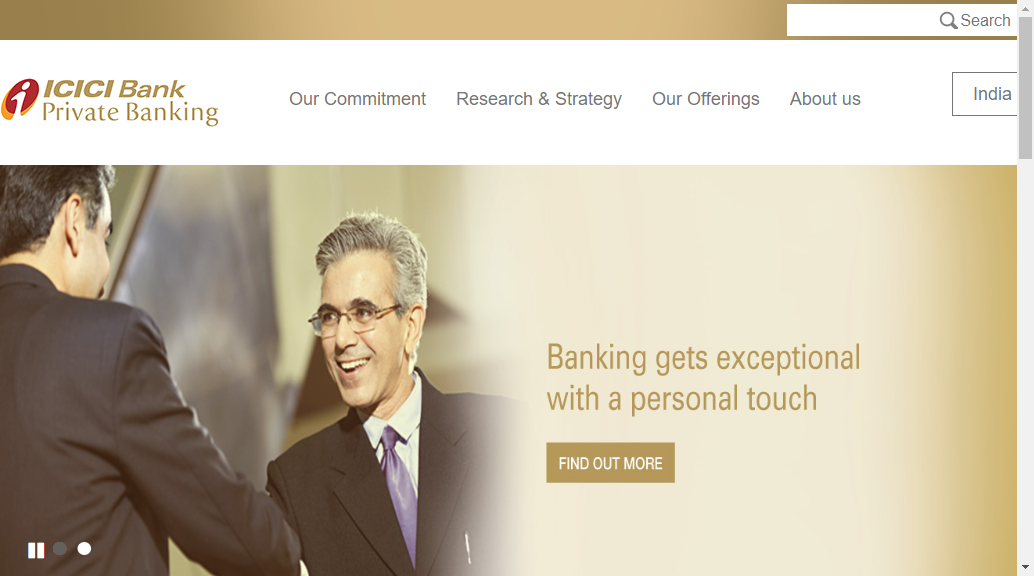 Search
ICICI Bank
Private Banking
Our Commitment
Research & Strategy
Our Offerings
About us
India
Banking gets exceptional
with a personal touch
FIND OUT MORE